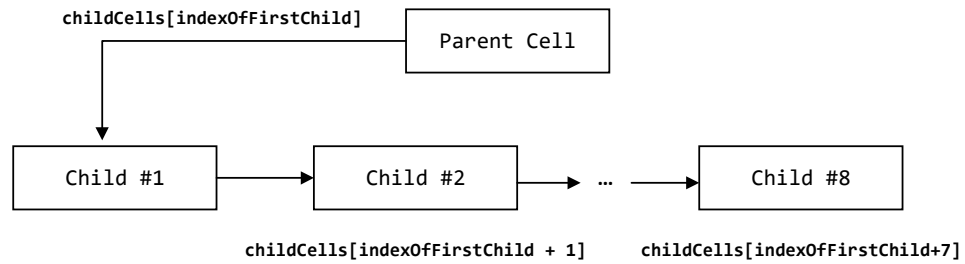 childCells[indexOfFirstChild]
Parent Cell
Child #1
Child #2
...
Child #8
childCells[indexOfFirstChild + 1]
childCells[indexOfFirstChild+7]